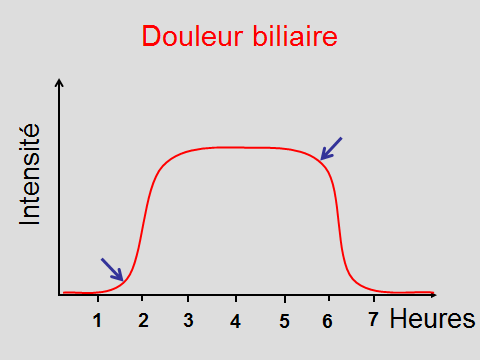 Douleur biliaire
Intensité
1 2 3 4 5 6 7 Heures